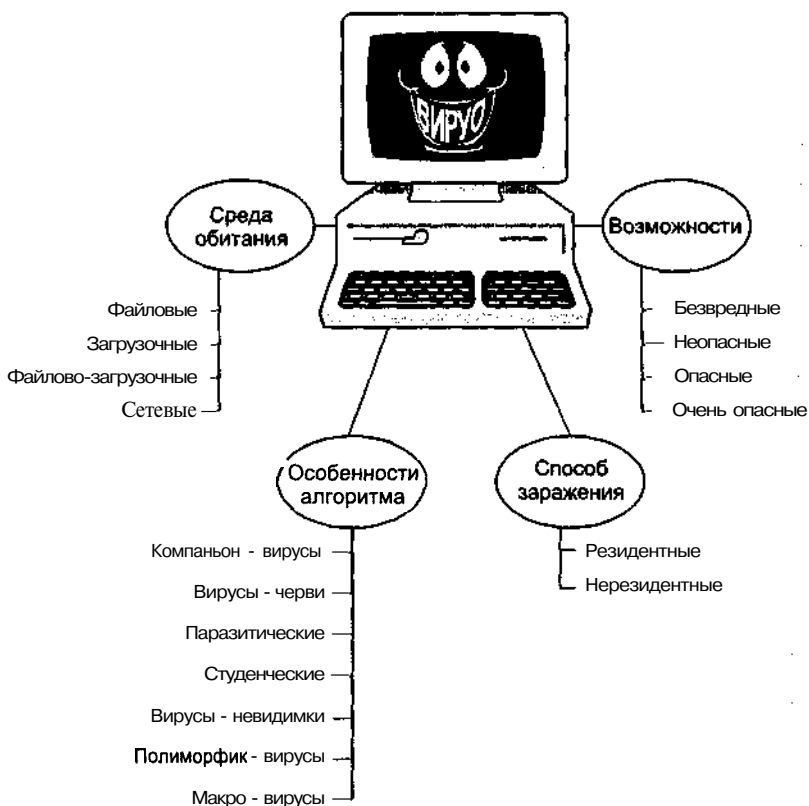 ВИРУС
Среда
обитания
Файловые
Загрузочные
Файлово-загрузочные
Сетевые
Возможности
Безвредные
Неопасные
Опасные
Очень опасные
Особенности
алгоритма
Компаньон - вирусы
Вирусы - черви
Паразитические
Студенческие
Вирусы - невидимки
Полиморфик - вирусы
Макро - вирусы
Способ
заражения
Резидентные
Нерезидентные